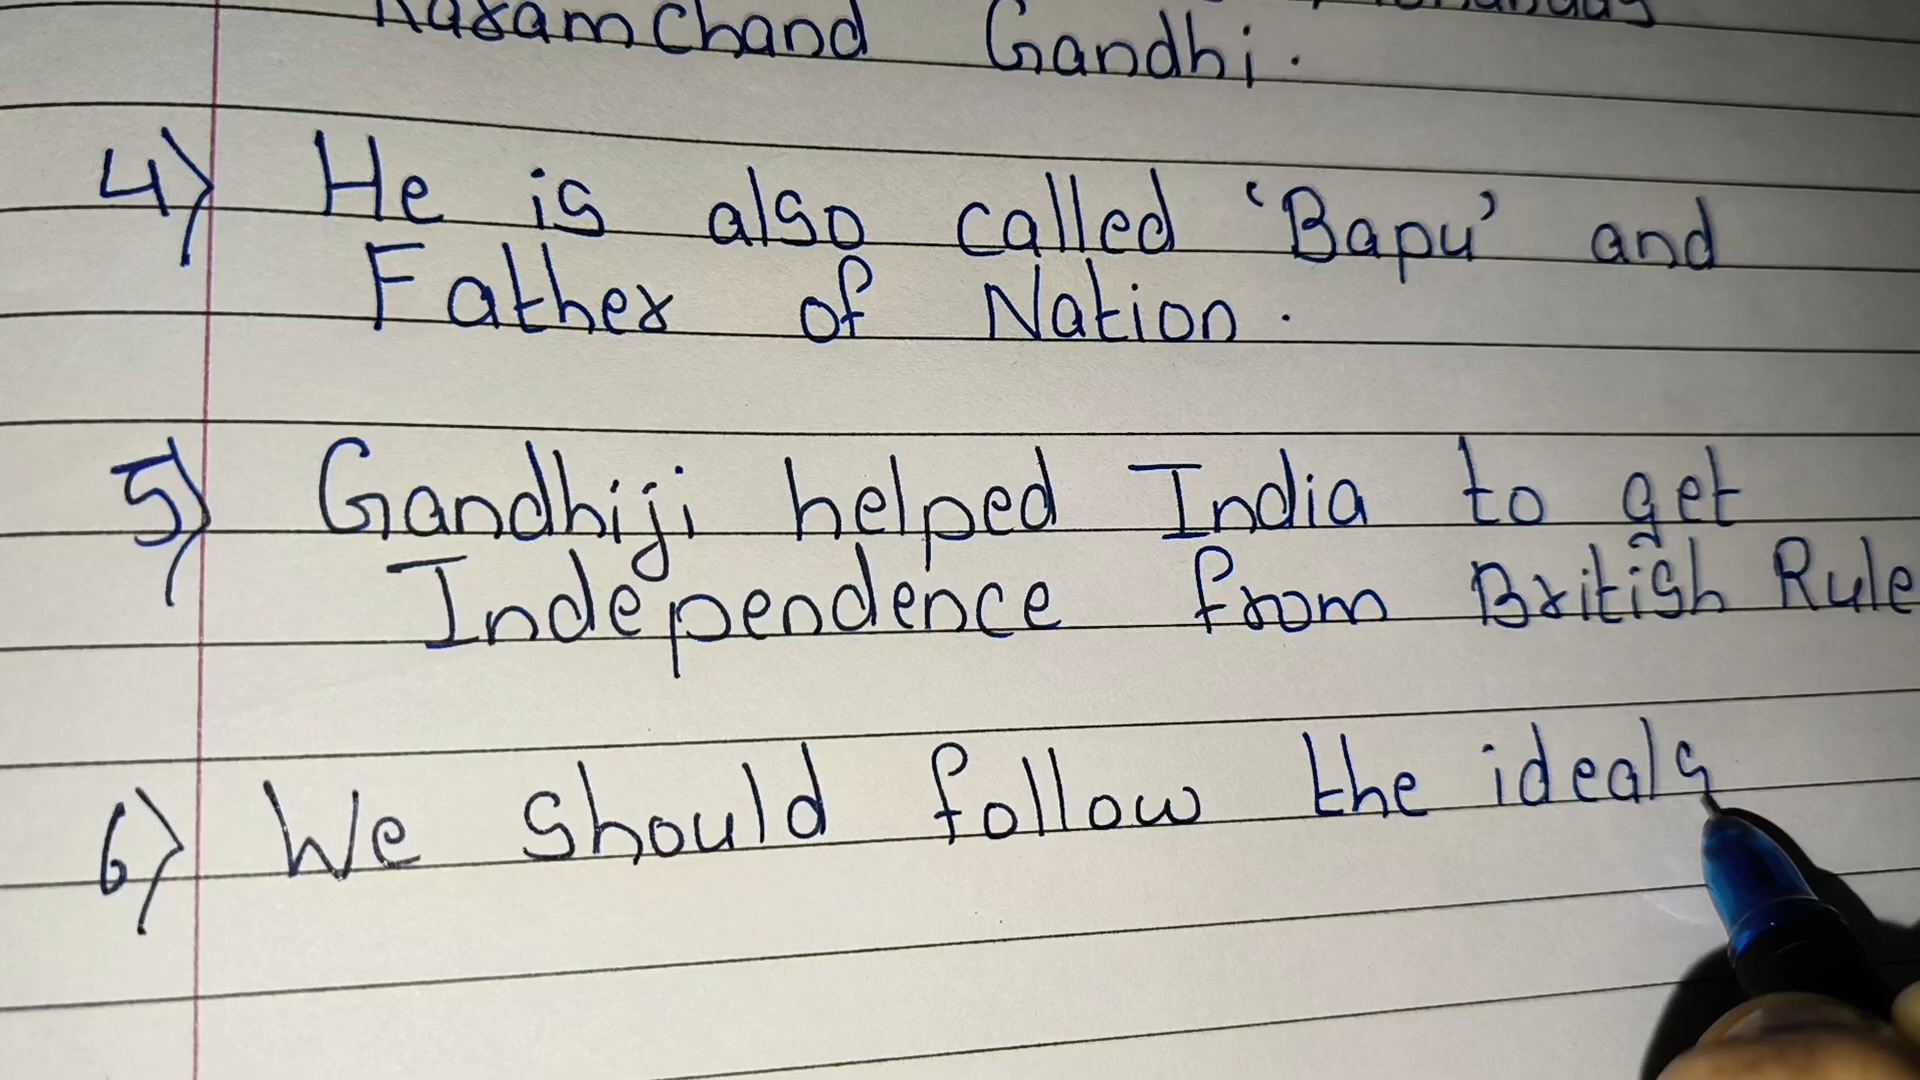 Karamchand Gandhi.
4) He is also called ‘Bapu’ and
Father of Nation.
5) Gandhiji helped India to get
Independence from British Rule
6) We should follow the ideals